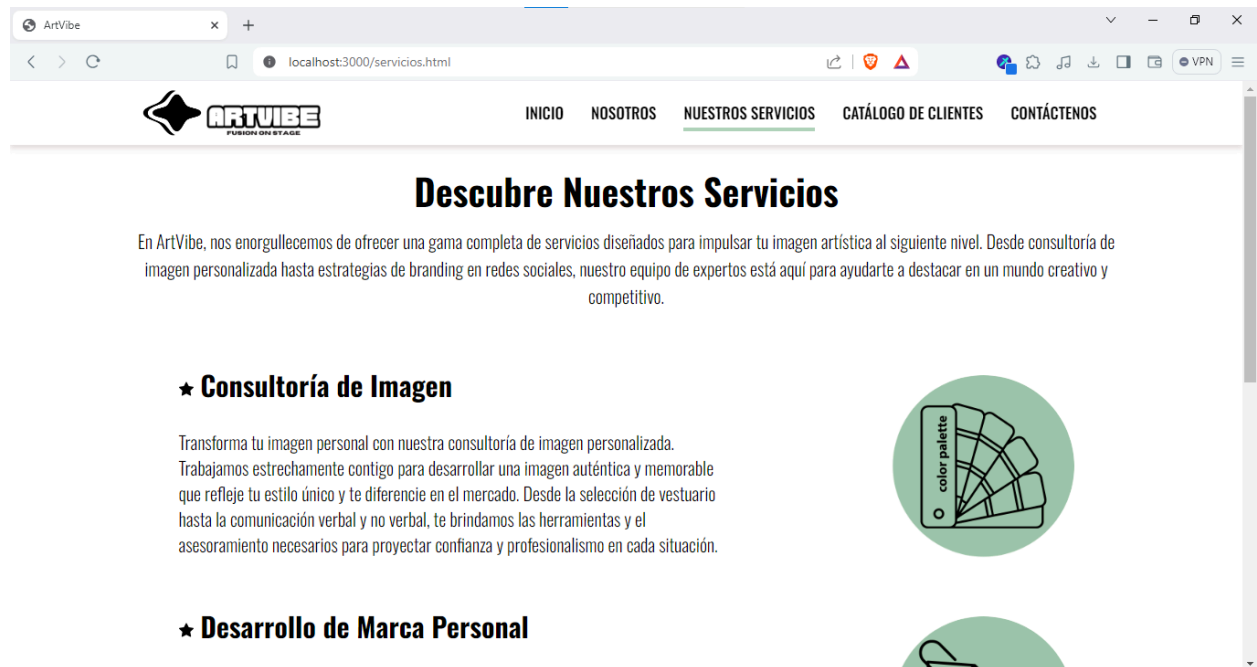 ArtVibe
localhost:3000/servicios.html
VPN
ARTVIBE
FUSION ON STAGE
INICIO NOSOTROS NUESTROS SERVICIOS CATÁLOGO DE CLIENTES CONTÁCTENOS
Descubre Nuestros Servicios
En ArtVibe, nos enorgullecemos de ofrecer una gama completa de servicios diseñados para impulsar tu imagen artística al siguiente nivel. Desde consultoría de
imagen personalizada hasta estrategias de branding en redes sociales, nuestro equipo de expertos está aquí para ayudarte a destacar en un mundo creativo y
competitivo.
Consultoría de Imagen
Transforma tu imagen personal con nuestra consultoría de imagen personalizada.
Trabajamos estrechamente contigo para desarrollar una imagen auténtica y memorable
que refleje tu estilo único y te diferencie en el mercado. Desde la selección de vestuario
hasta la comunicación verbal y no verbal, te brindamos las herramientas y el
asesoramiento necesarios para proyectar confianza y profesionalismo en cada situación.
color palette
Desarrollo de Marca Personal